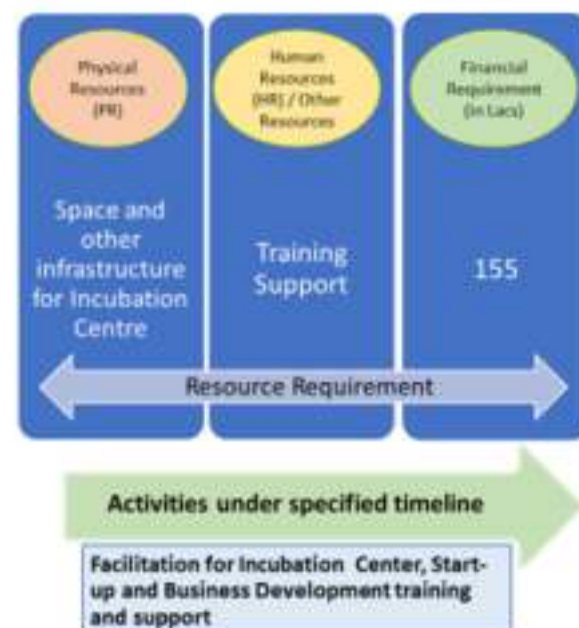 Physical
Resources
(PR)
Human
Resources
(HR) / Other
Resources
Financial
Requirement
(in Lacs)
Space and
other
infrastructure
for Incubation
Centre
Training
Support
155
Resource Requirement
Activities under specified timeline
Facilitation for Incubation Center, Start-
up and Business Development training
and support